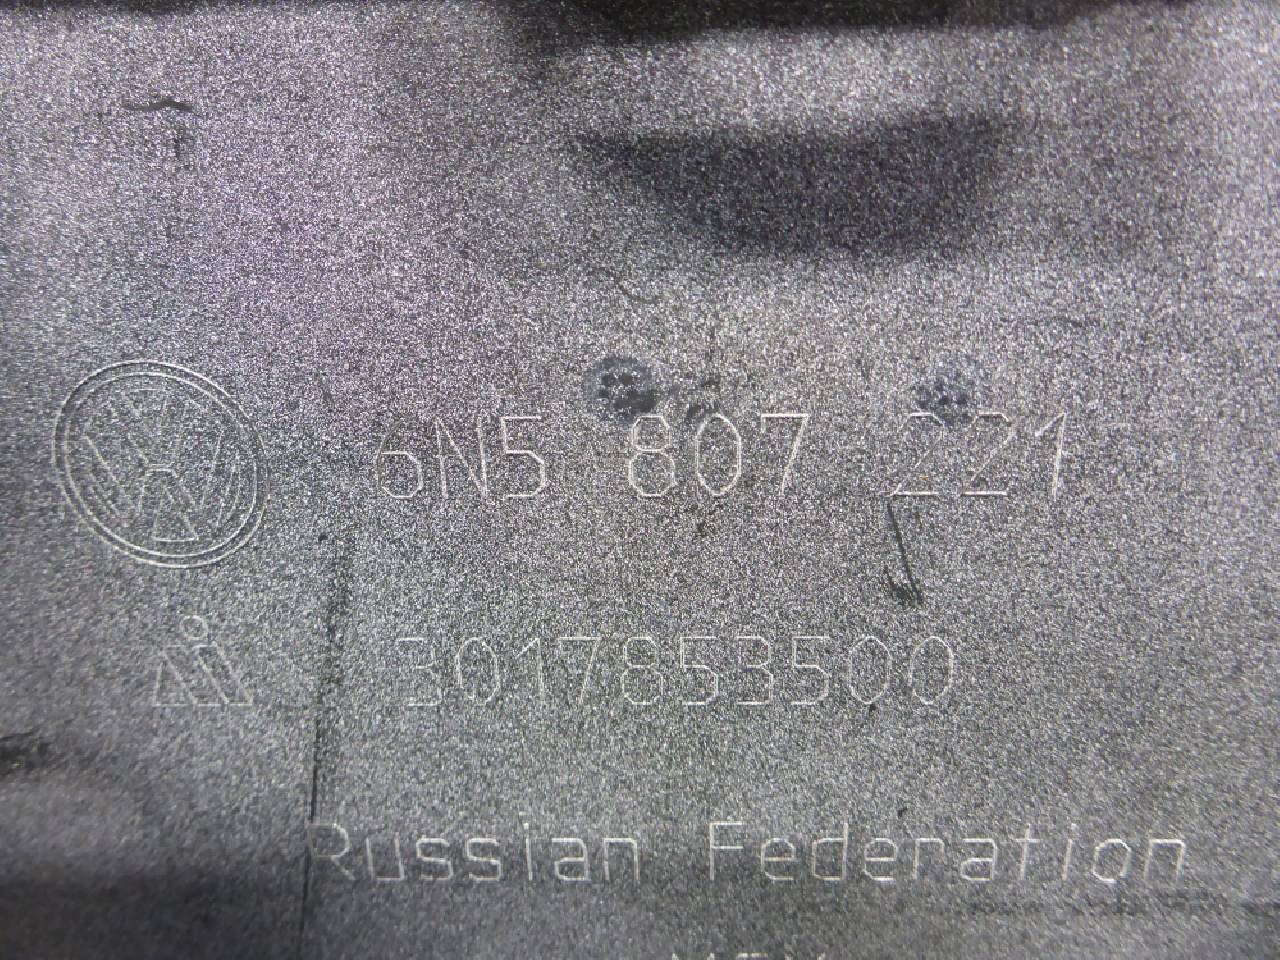 6N5 807 221
3017853500
Russian Federation